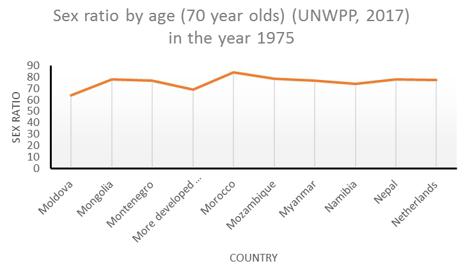 Sex ratio by age (70 year olds) (UNWPP, 2017)
in the year 1975
90
80
70
60
50
40
30
20
10
0
SEX RATIO
Moldova
Mongolia
Montenegro
More developed...
Morocco
Mozambique
Myanmar
Namibia
Nepal
Netherlands
COUNTRY